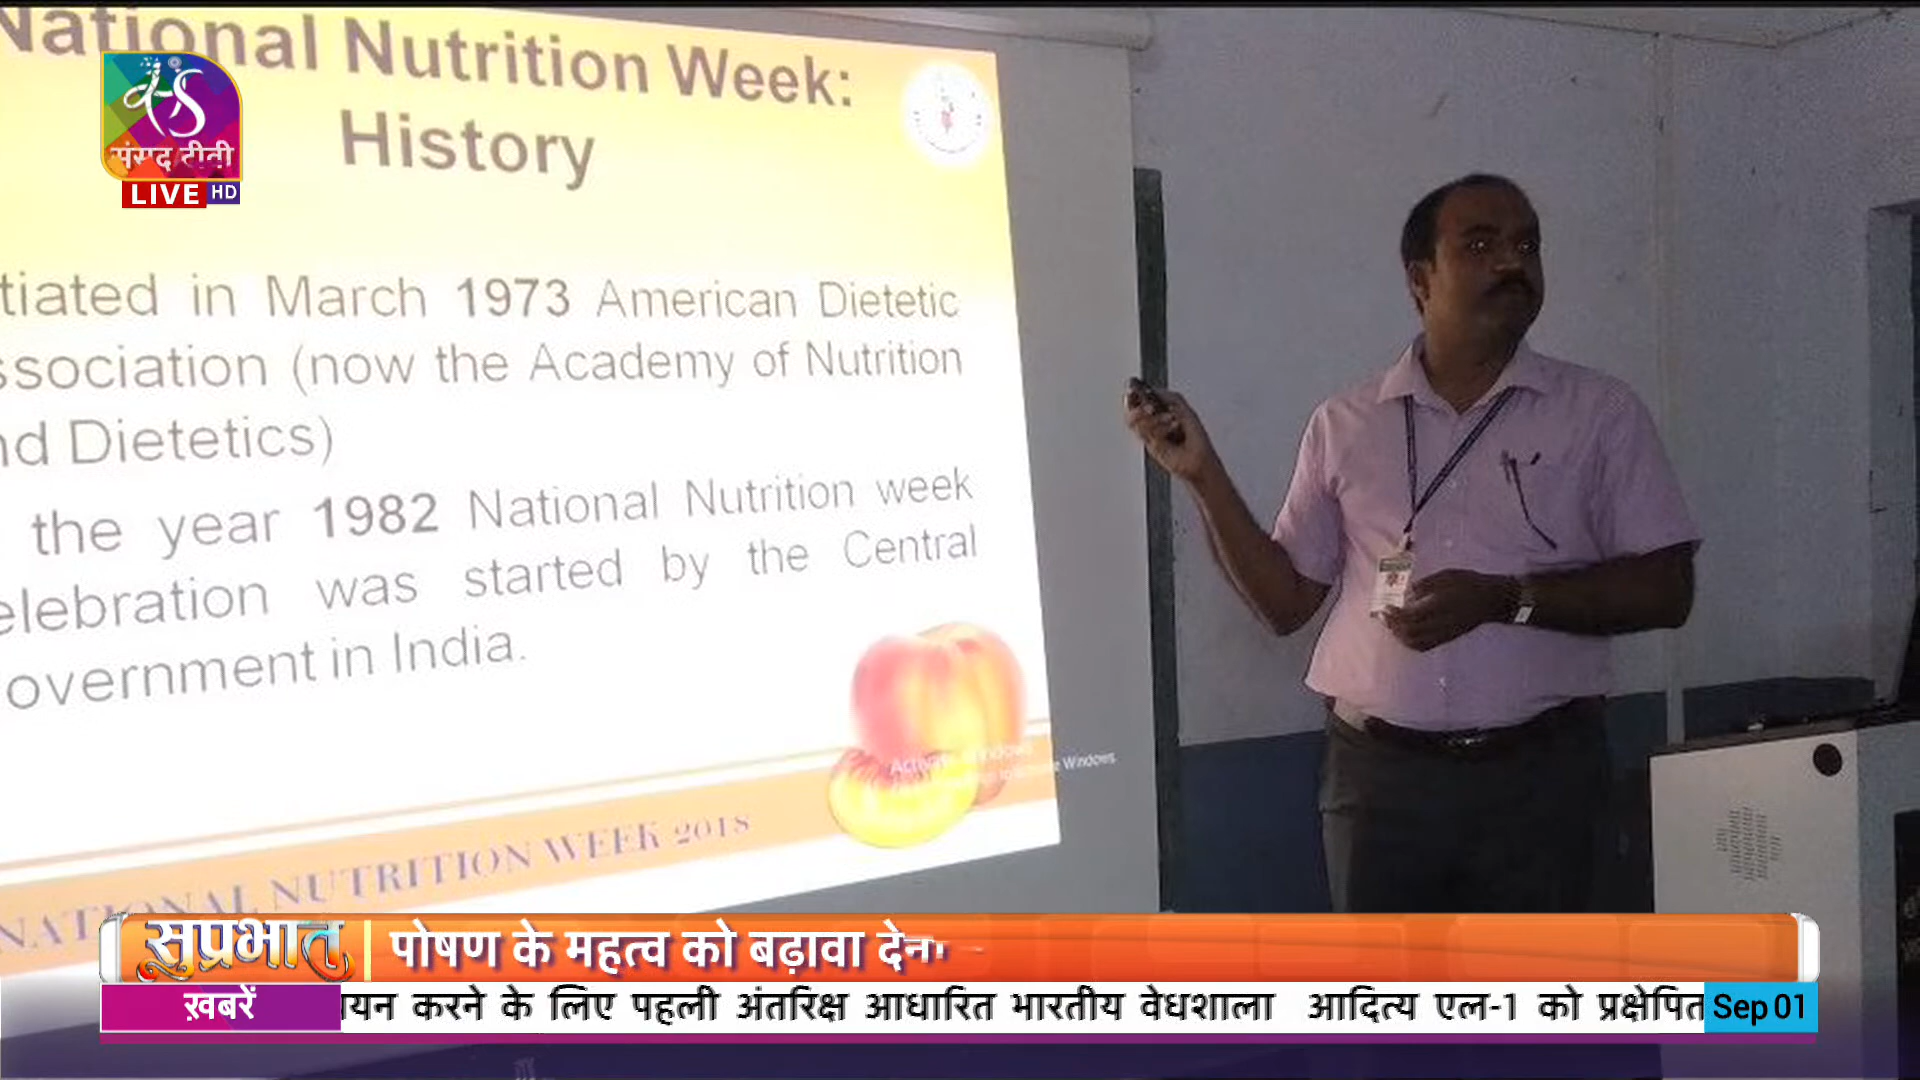 National Nutrition Week:
History
संसद टीवी
LIVE HD
tiated in March 1973 American Dietetic
ssociation (now the Academy of Nutrition
nd Dietetics)
the year 1982 National Nutrition week
elebration was started by the Central
overnment in India.
Windows
NATIONAL NUTRITION WEEK 2018
सुप्रभात पोषण के महत्व को बढ़ावा
ख़बरें यन करने के लिए पहली अंतरिक्ष आधारित भारतीय वेधशाला आदित्य एल-1 को प्रक्षेपित Sep 01